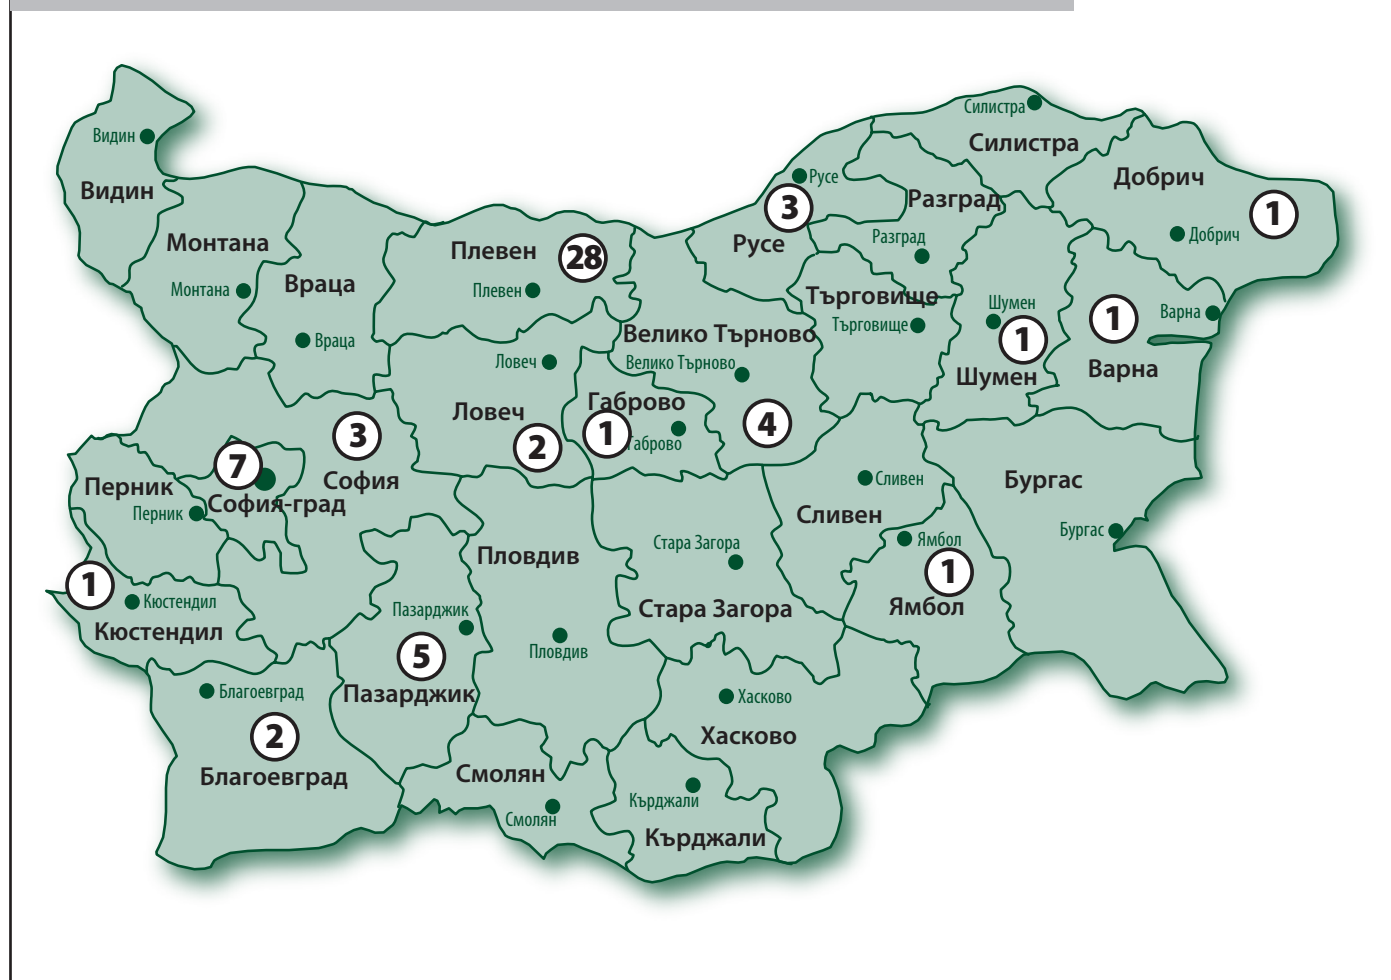 Силистра
Силистра
Видин
Видин
Добрич
1
Добрич
Русе
3
Русе
Разград
Разград
Монтана
Монтана
Плевен
28
Плевен
Враца
Враца
Търговище
Търговище
Шумен
1
Шумен
1
Варна
Варна
Велико Търново
Велико Търново
4
Ловеч
Ловеч
2
Габрово
1
Габрово
3
София
7
София-град
Перник
Перник
Бургас
Бургас
Сливен
Сливен
Ямбол
1
Ямбол
Пловдив
Пловдив
Стара Загора
Стара Загора
1
Кюстендил
Кюстендил
Пазарджик
5
Пазарджик
Благоевград
2
Благоевград
Хасково
Хасково
Смолян
Смолян
Кърджали
Кърджали